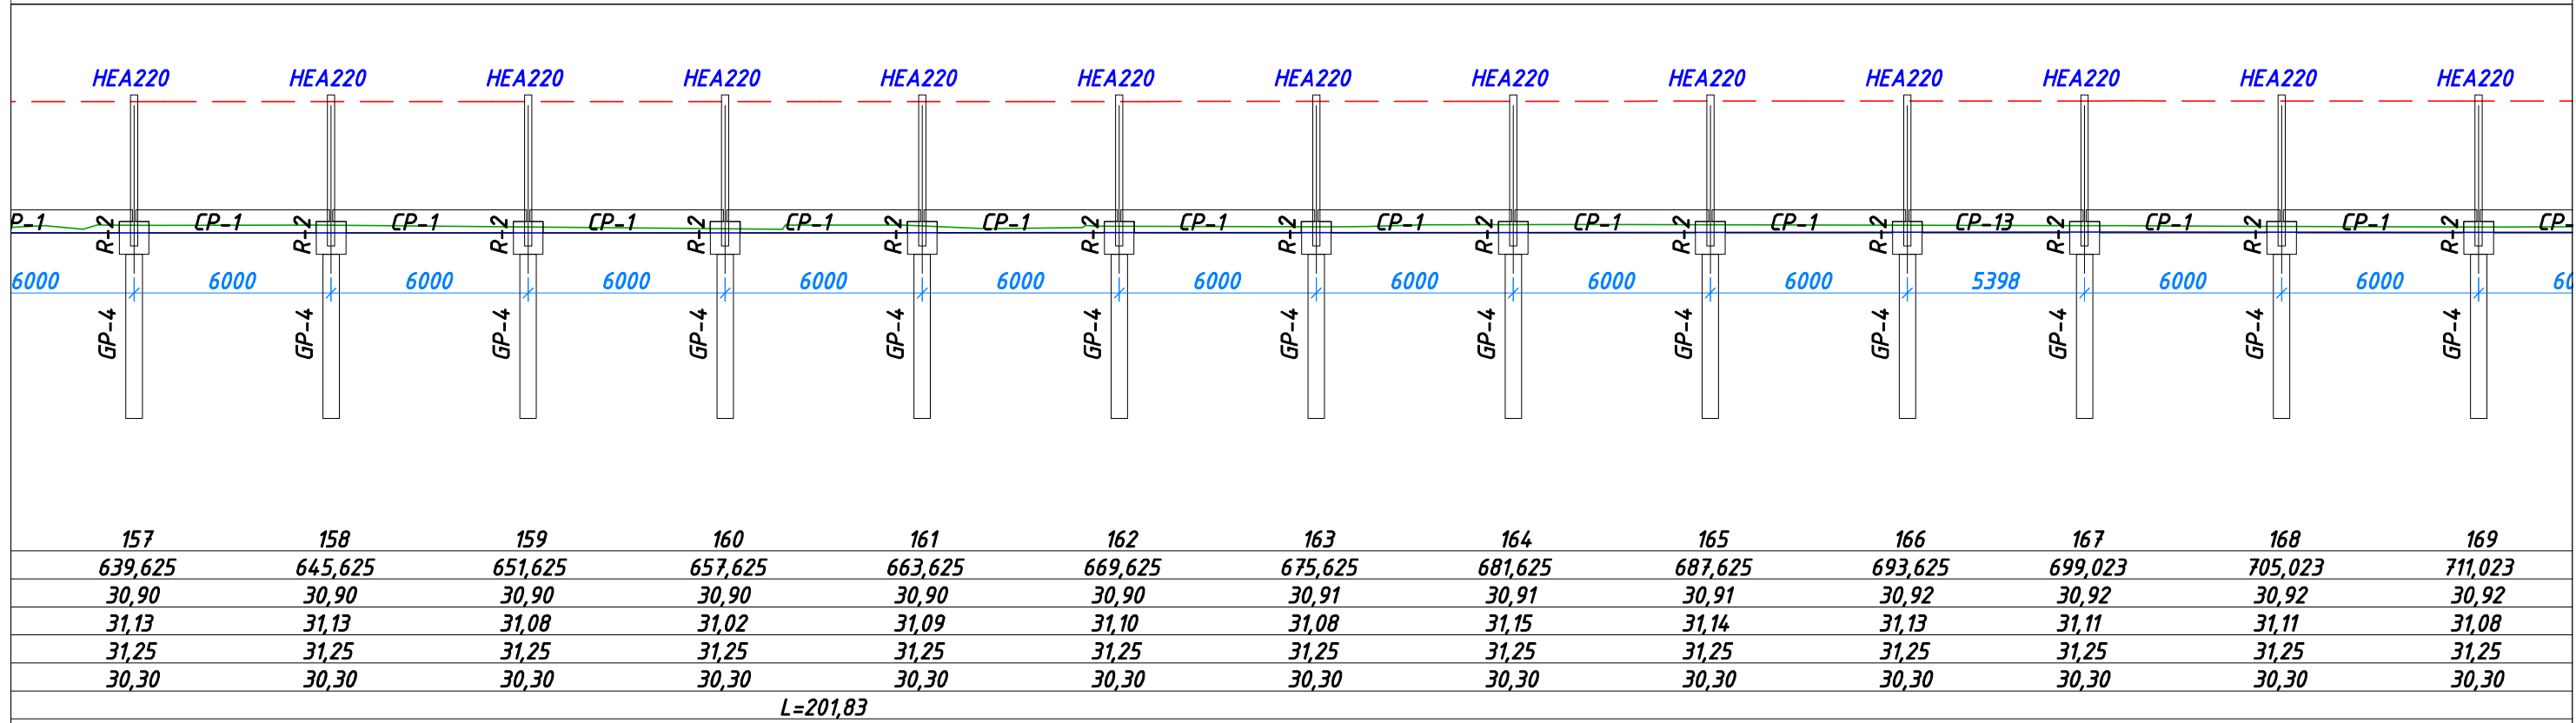 HEA220 HEA220 HEA220 HEA220 HEA220 HEA220 HEA220 HEA220 HEA220 HEA220 HEA220 HEA220 HEA220
P-1 CP-1 CP-1 CP-1 CP-1 CP-1 CP-1 CP-1 CP-1 CP-1 CP-13 CP-1 CP-1 CP-
R-2 R-2 R-2 R-2 R-2 R-2 R-2 R-2 R-2 R-2 R-2 R-2 R-2
6000 6000 6000 6000 6000 6000 6000 6000 6000 6000 5398 6000 6000 60
GP-4 GP-4 GP-4 GP-4 GP-4 GP-4 GP-4 GP-4 GP-4 GP-4 GP-4 GP-4 GP-4
157 158 159 160 161 162 163 164 165 166 167 168 169
639,625 645,625 651,625 657,625 663,625 669,625 675,625 681,625 687,625 693,625 699,023 705,023 711,023
30,90 30,90 30,90 30,90 30,90 30,90 30,91 30,91 30,91 30,92 30,92 30,92 30,92
31,13 31,13 31,08 31,02 31,09 31,10 31,08 31,15 31,14 31,13 31,11 31,11 31,08
31,25 31,25 31,25 31,25 31,25 31,25 31,25 31,25 31,25 31,25 31,25 31,25 31,25
30,30 30,30 30,30 30,30 30,30 30,30 30,30 30,30 30,30 30,30 30,30 30,30 30,30
L=201,83